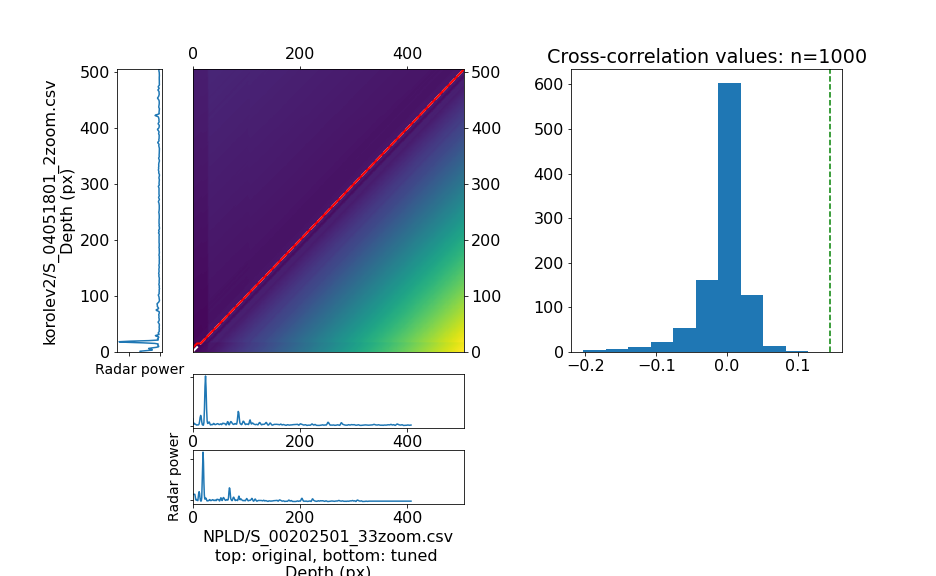 Cross-correlation values: n=1000
0 200 400
500
400
300
200
100
0
korolev2/S_04051801_2zoom.csv
Depth (px)
Radar power
500
400
300
200
100
0
600
500
400
300
200
100
0
−0.2 −0.1 0.0 0.1
0 200 400
Radar power
0 200 400
NPLD/S_00202501_33zoom.csv
top: original, bottom: tuned
Depth (px)